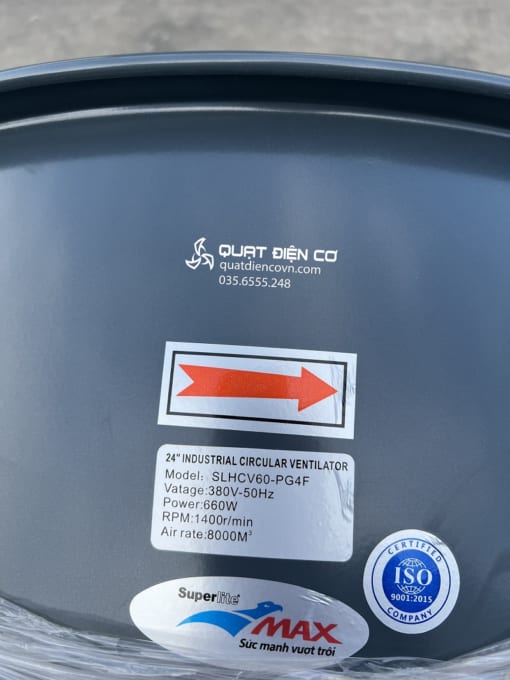 QUẠT ĐIỆN CƠ
quatdiencovn.com
035.6555.248
24" INDUSTRIAL CIRCULAR VENTILATOR
Model: SLHCV60-PG4F
Vatage:380V-50Hz
Power:660W
RPM:1400r/min
Air rate:8000M³
CERTIFIED
ISO
9001:2015
COMPANY
Superlite
MAX
Sức mạnh vượt trội